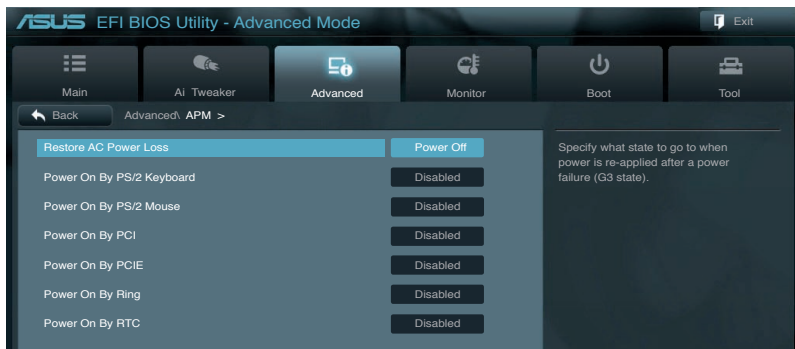 ASUS EFI BIOS Utility - Advanced Mode
Exit
Main
Ai Tweaker
Advanced
Monitor
Boot
Tool
Back
Advanced\ APM >
Restore AC Power Loss Power Off
Power On By PS/2 Keyboard Disabled
Power On By PS/2 Mouse Disabled
Power On By PCI Disabled
Power On By PCIE Disabled
Power On By Ring Disabled
Power On By RTC Disabled
Specify what state to go to when
power is re-applied after a power
failure (G3 state).